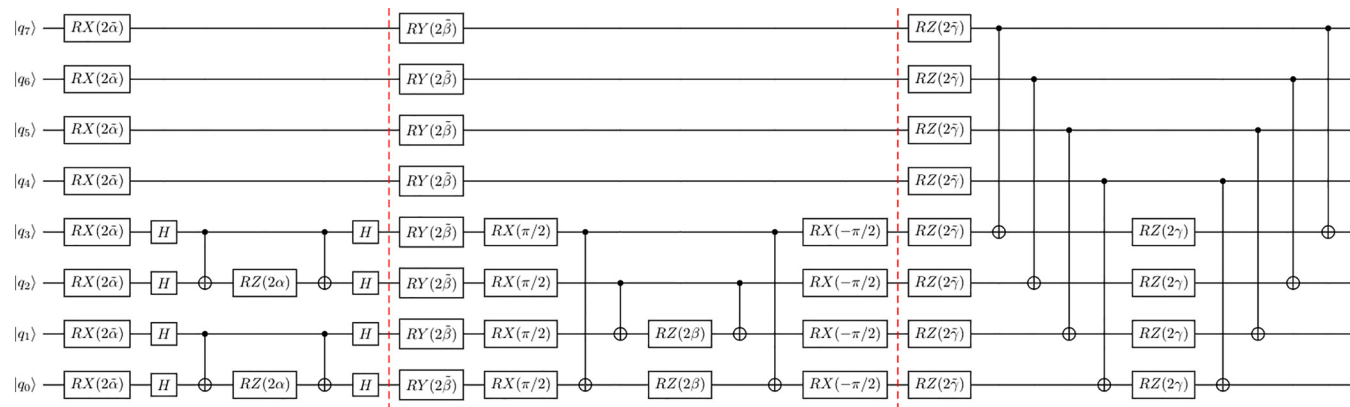 |q₇⟩ RX(2α̃) RY(2β̃) RZ(2γ̃)
|q₆⟩ RX(2α̃) RY(2β̃) RZ(2γ̃)
|q₅⟩ RX(2α̃) RY(2β̃) RZ(2γ̃)
|q₄⟩ RX(2α̃) RY(2β̃) RZ(2γ̃)
|q₃⟩ RX(2α̃) H H RY(2β̃) RX(π/2) RX(−π/2) RZ(2γ̃) RZ(2γ)
|q₂⟩ RX(2α̃) H RZ(2α) H RY(2β̃) RX(π/2) RX(−π/2) RZ(2γ̃) RZ(2γ)
|q₁⟩ RX(2α̃) H H RY(2β̃) RX(π/2) RZ(2β) RX(−π/2) RZ(2γ̃) RZ(2γ)
|q₀⟩ RX(2α̃) H RZ(2α) H RY(2β̃) RX(π/2) RZ(2β) RX(−π/2) RZ(2γ̃) RZ(2γ)